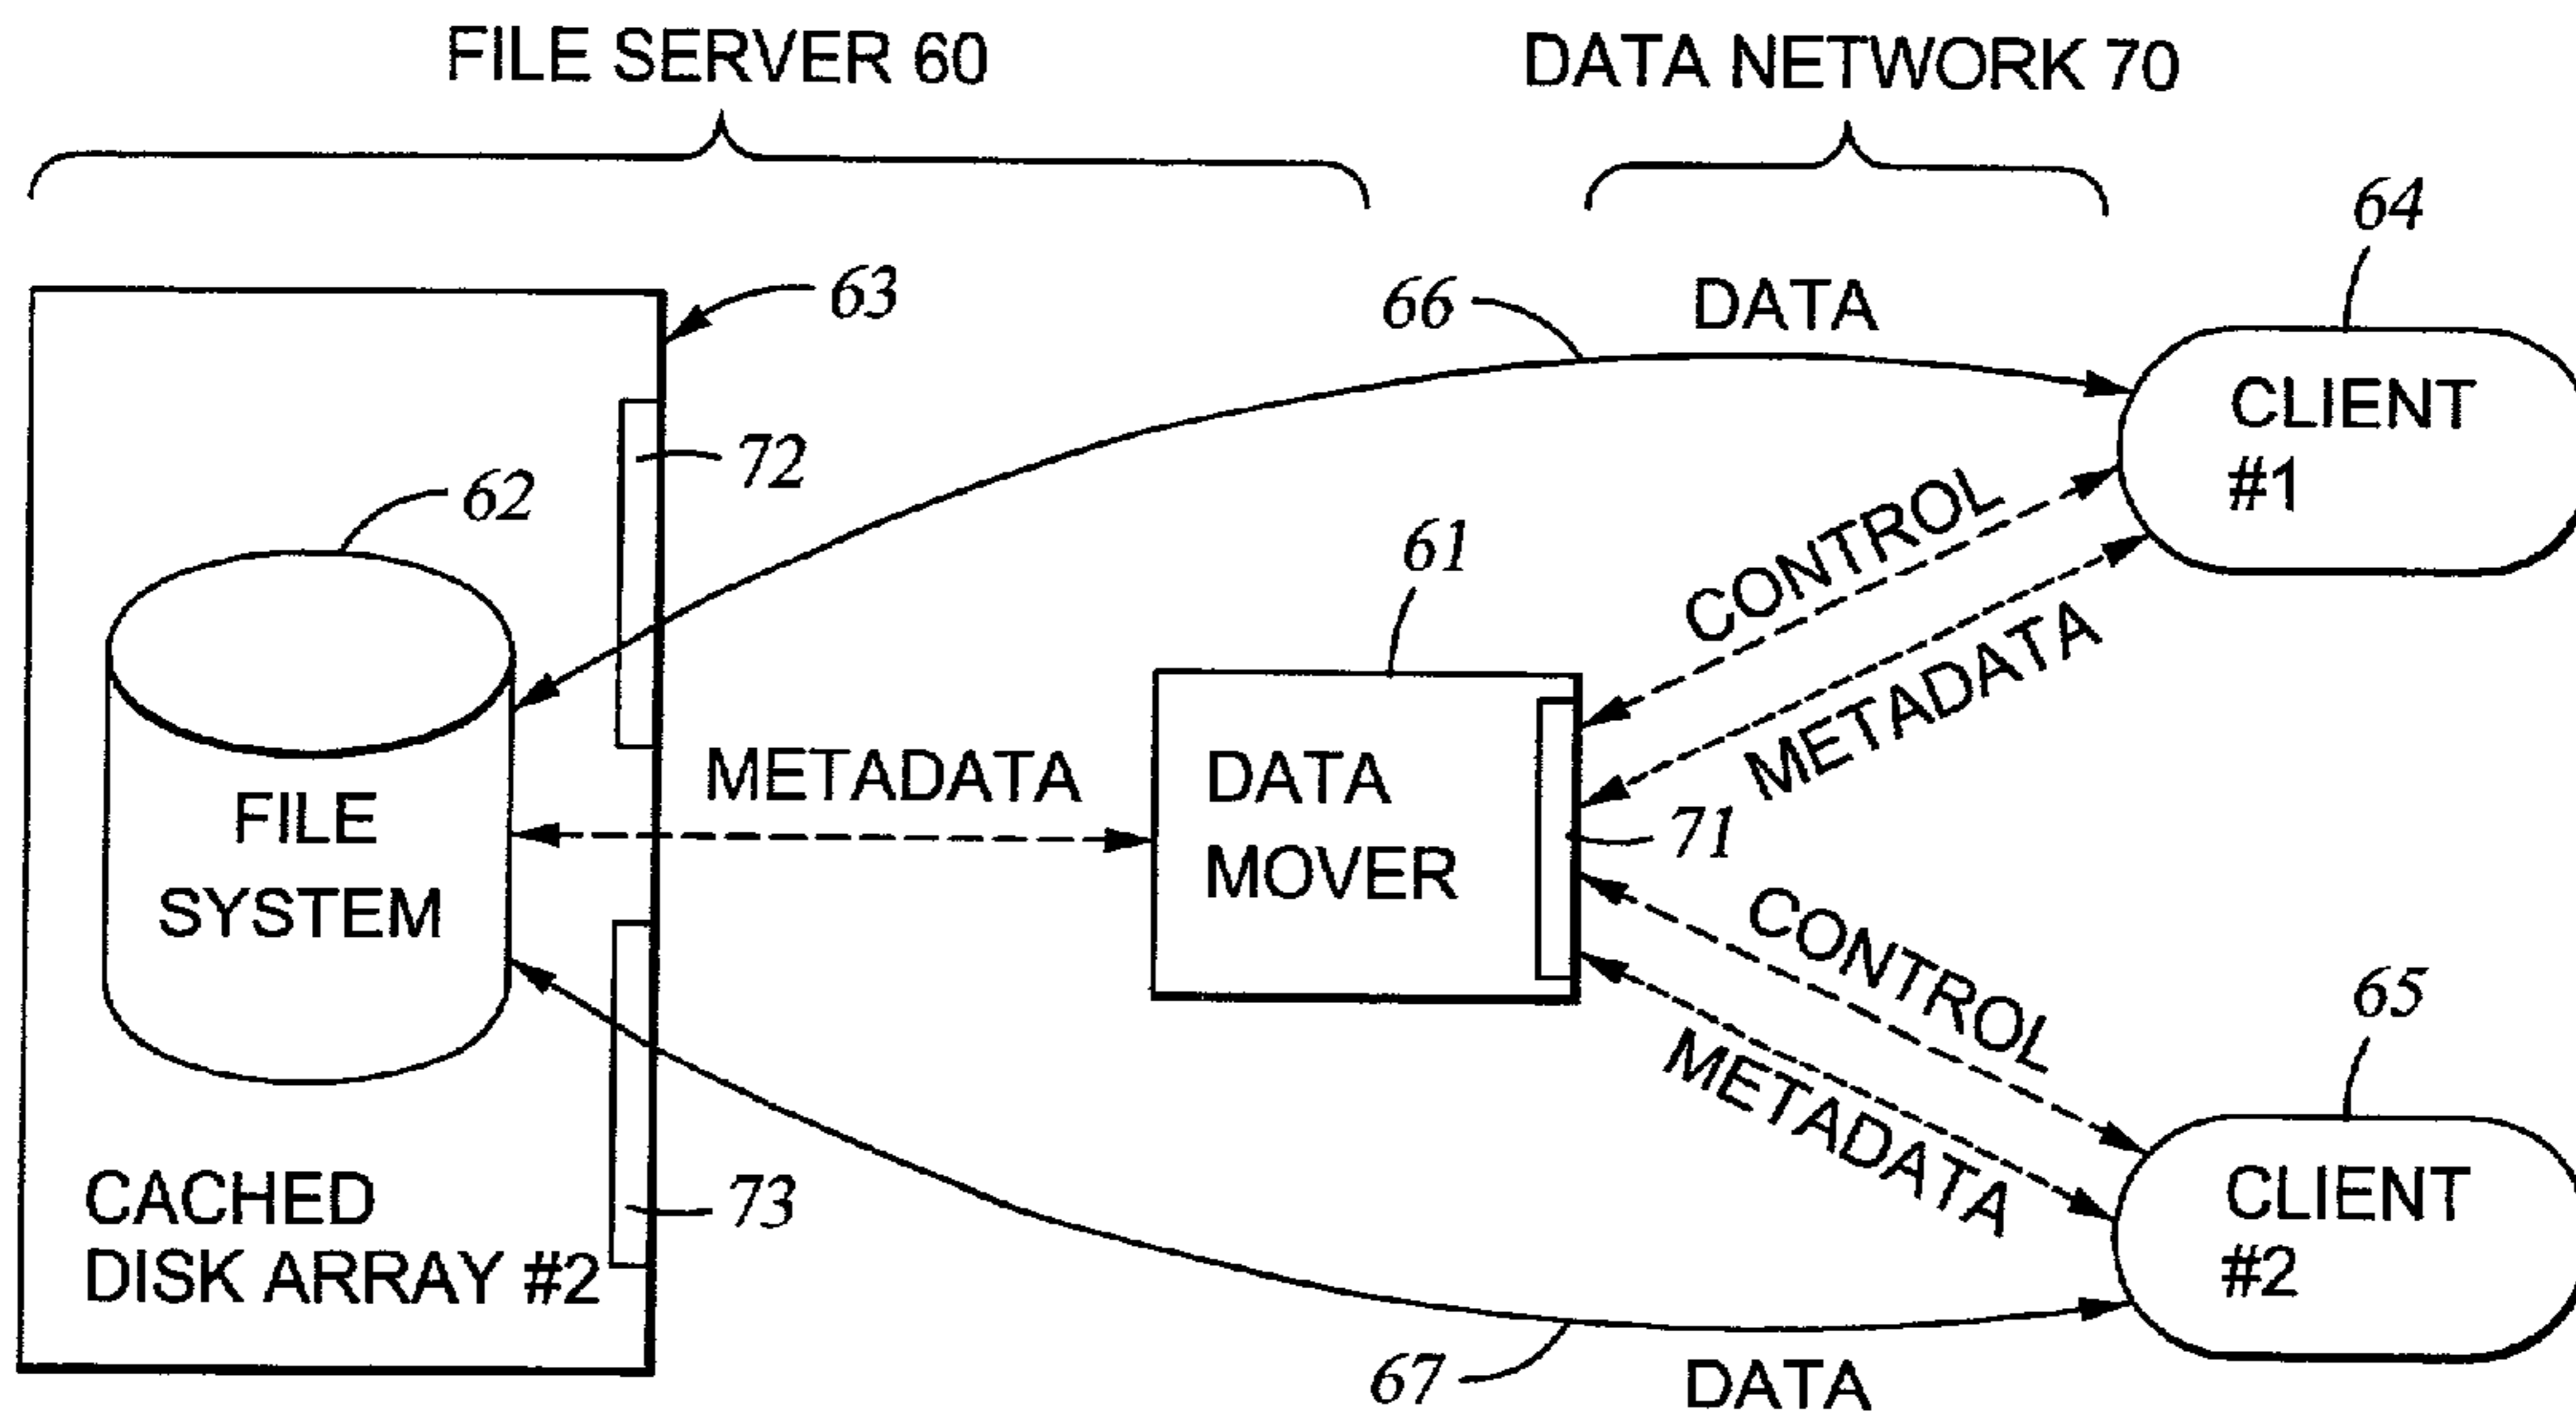 FILE SERVER 60
DATA NETWORK 70
64
63
66
DATA
CLIENT
#1
72
62
CONTROL
61
METADATA
METADATA
DATA
MOVER
71
FILE
SYSTEM
CONTROL
65
METADATA
CACHED
DISK ARRAY #2
73
CLIENT
#2
67
DATA